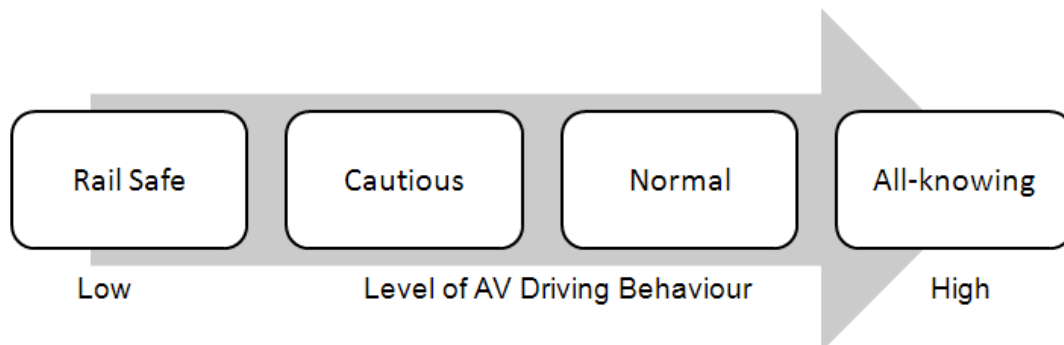 Rail Safe
Cautious
Normal
All-knowing
Low
Level of AV Driving Behaviour
High